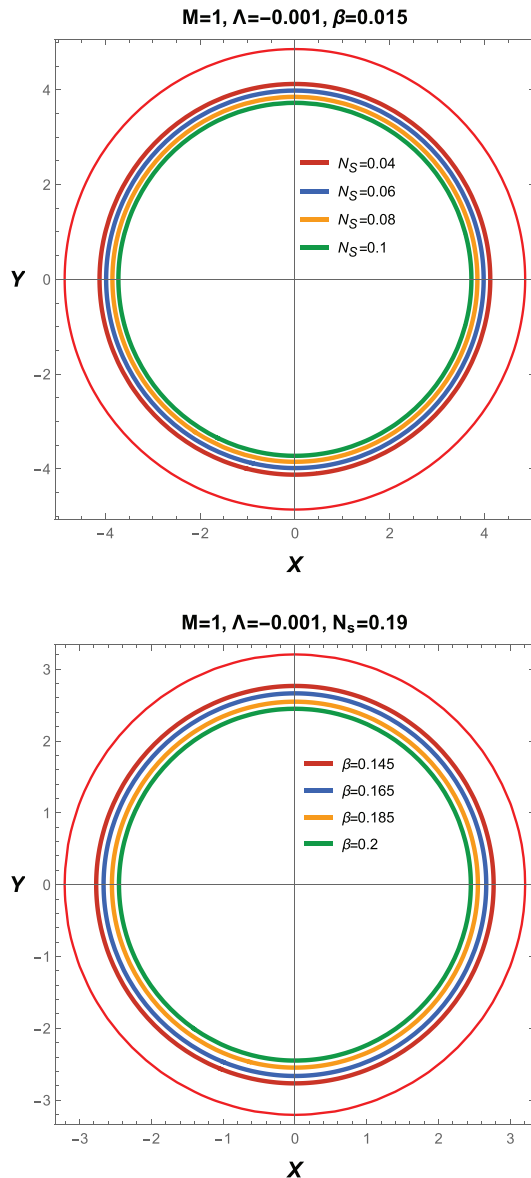 M=1, Λ=−0.001, β=0.015
4
2
0
−2
−4
Y
N_S=0.04
N_S=0.06
N_S=0.08
N_S=0.1
−4 −2 0 2 4
X
M=1, Λ=−0.001, Nₛ=0.19
3
2
1
0
−1
−2
−3
Y
β=0.145
β=0.165
β=0.185
β=0.2
−3 −2 −1 0 1 2 3
X